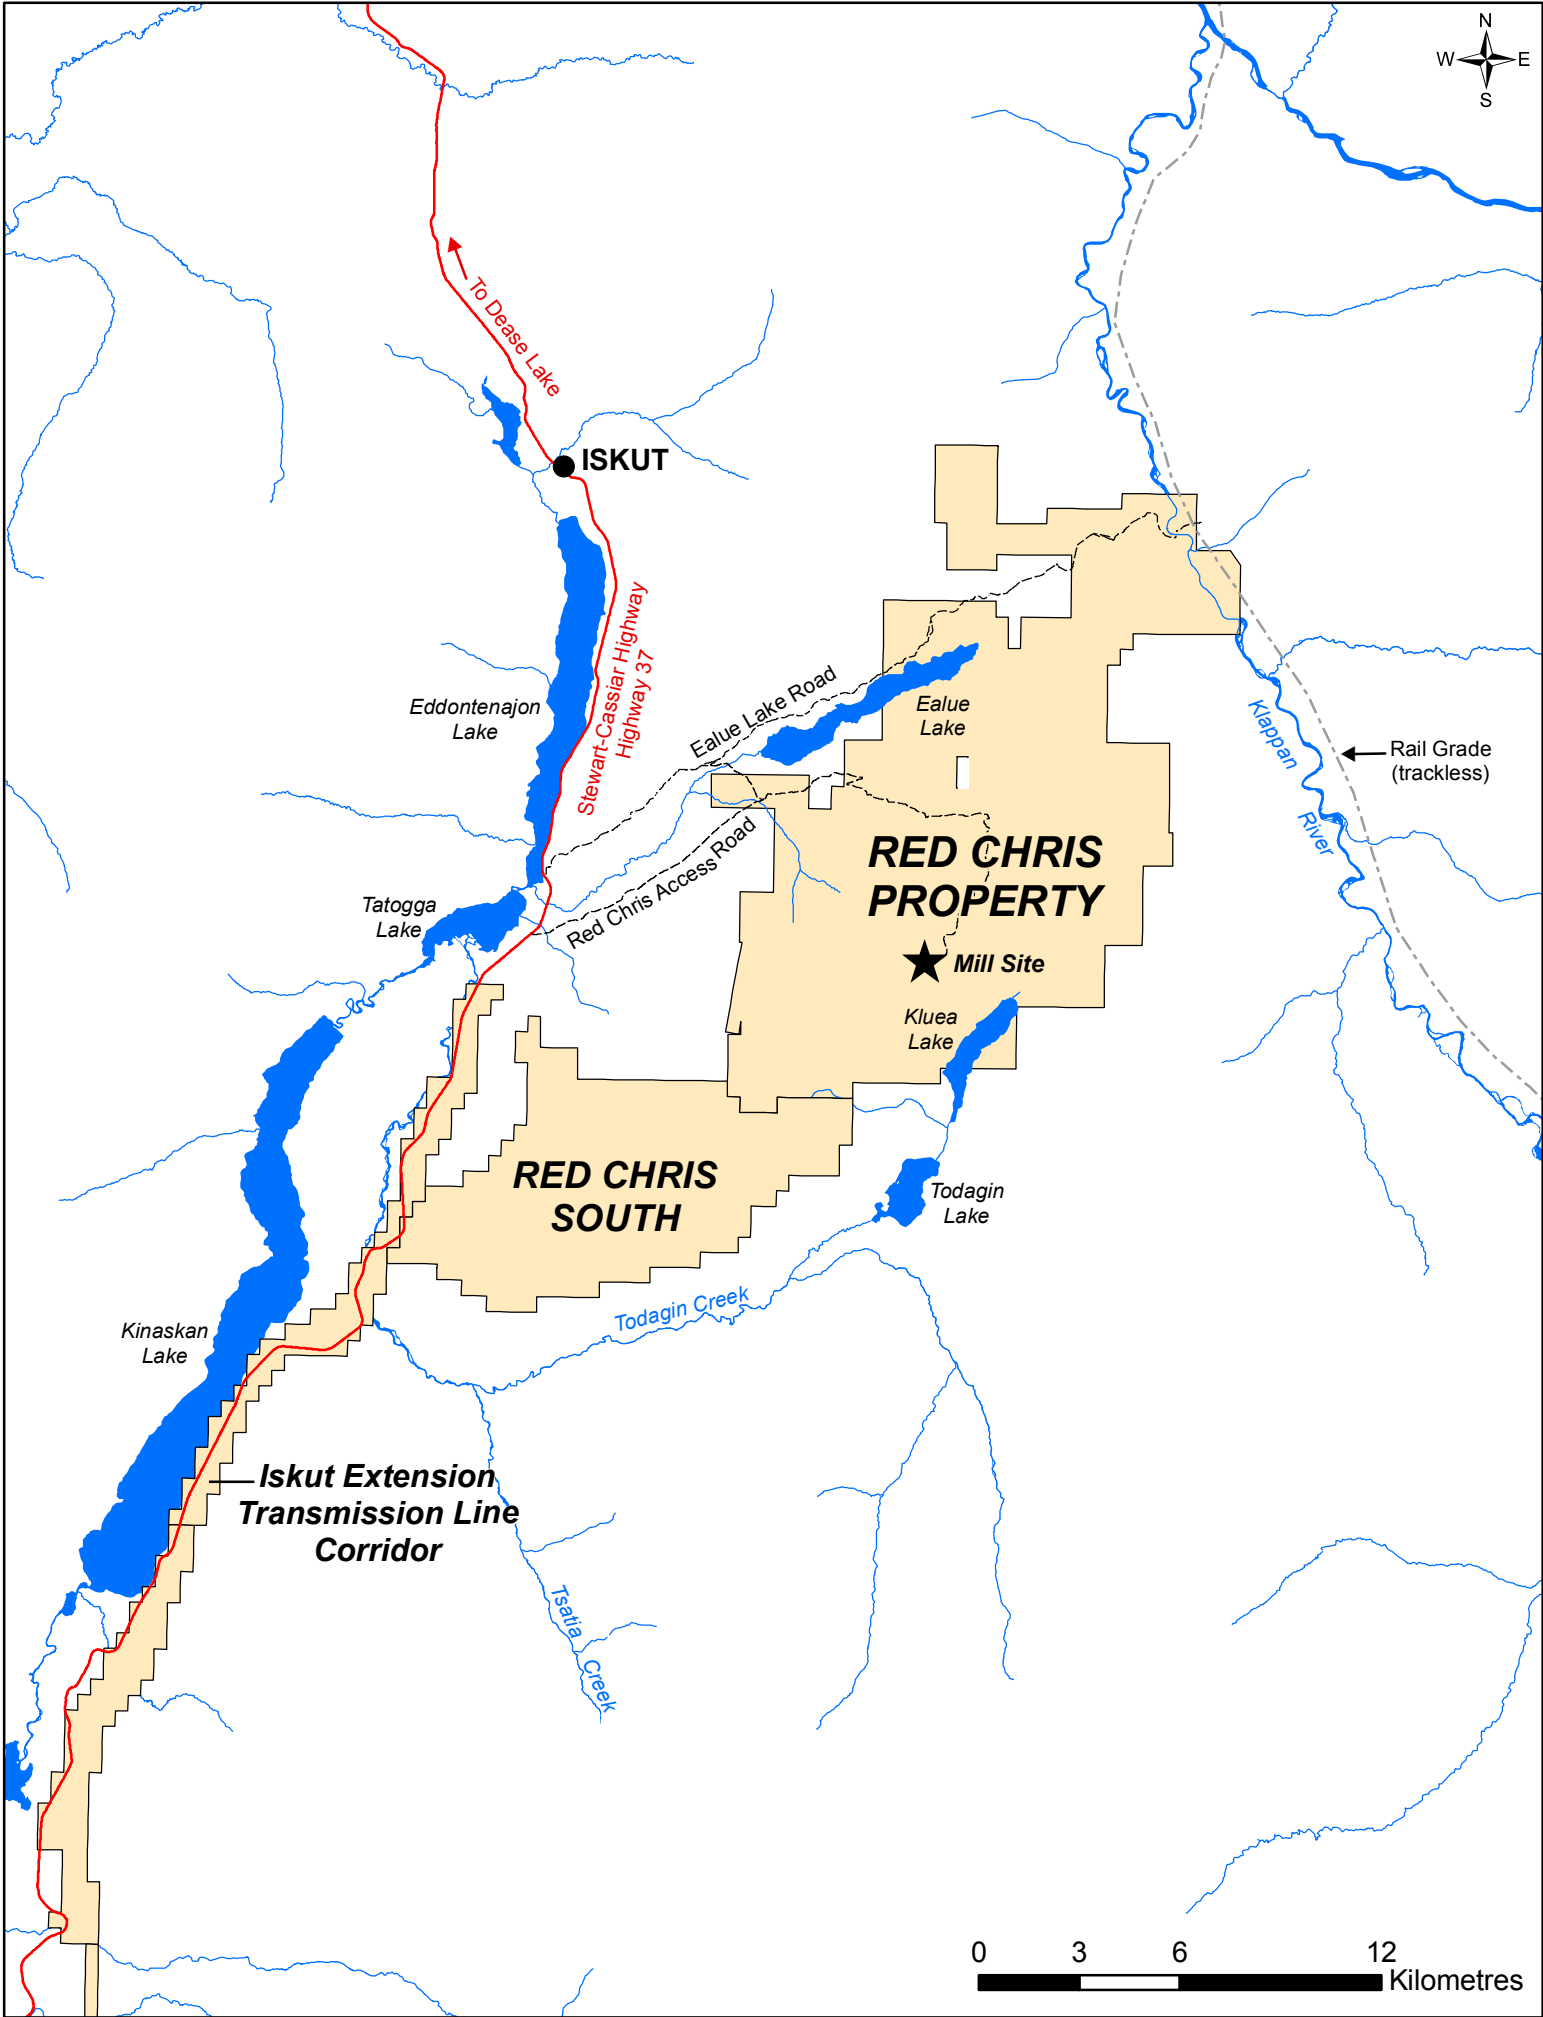 N
W E
S
To Dease Lake
ISKUT
Stewart-Cassiar Highway
Highway 37
Eddontenajon
Lake
Ealue Lake Road
Ealue
Lake
Klappan
River
Rail Grade
(trackless)
Red Chris Access Road
RED CHRIS
PROPERTY
Tatogga
Lake
Mill Site
Kluea
Lake
RED CHRIS
SOUTH
Todagin
Lake
Todagin Creek
Kinaskan
Lake
Iskut Extension
Transmission Line
Corridor
Tsatia Creek
0 3 6 12
Kilometres